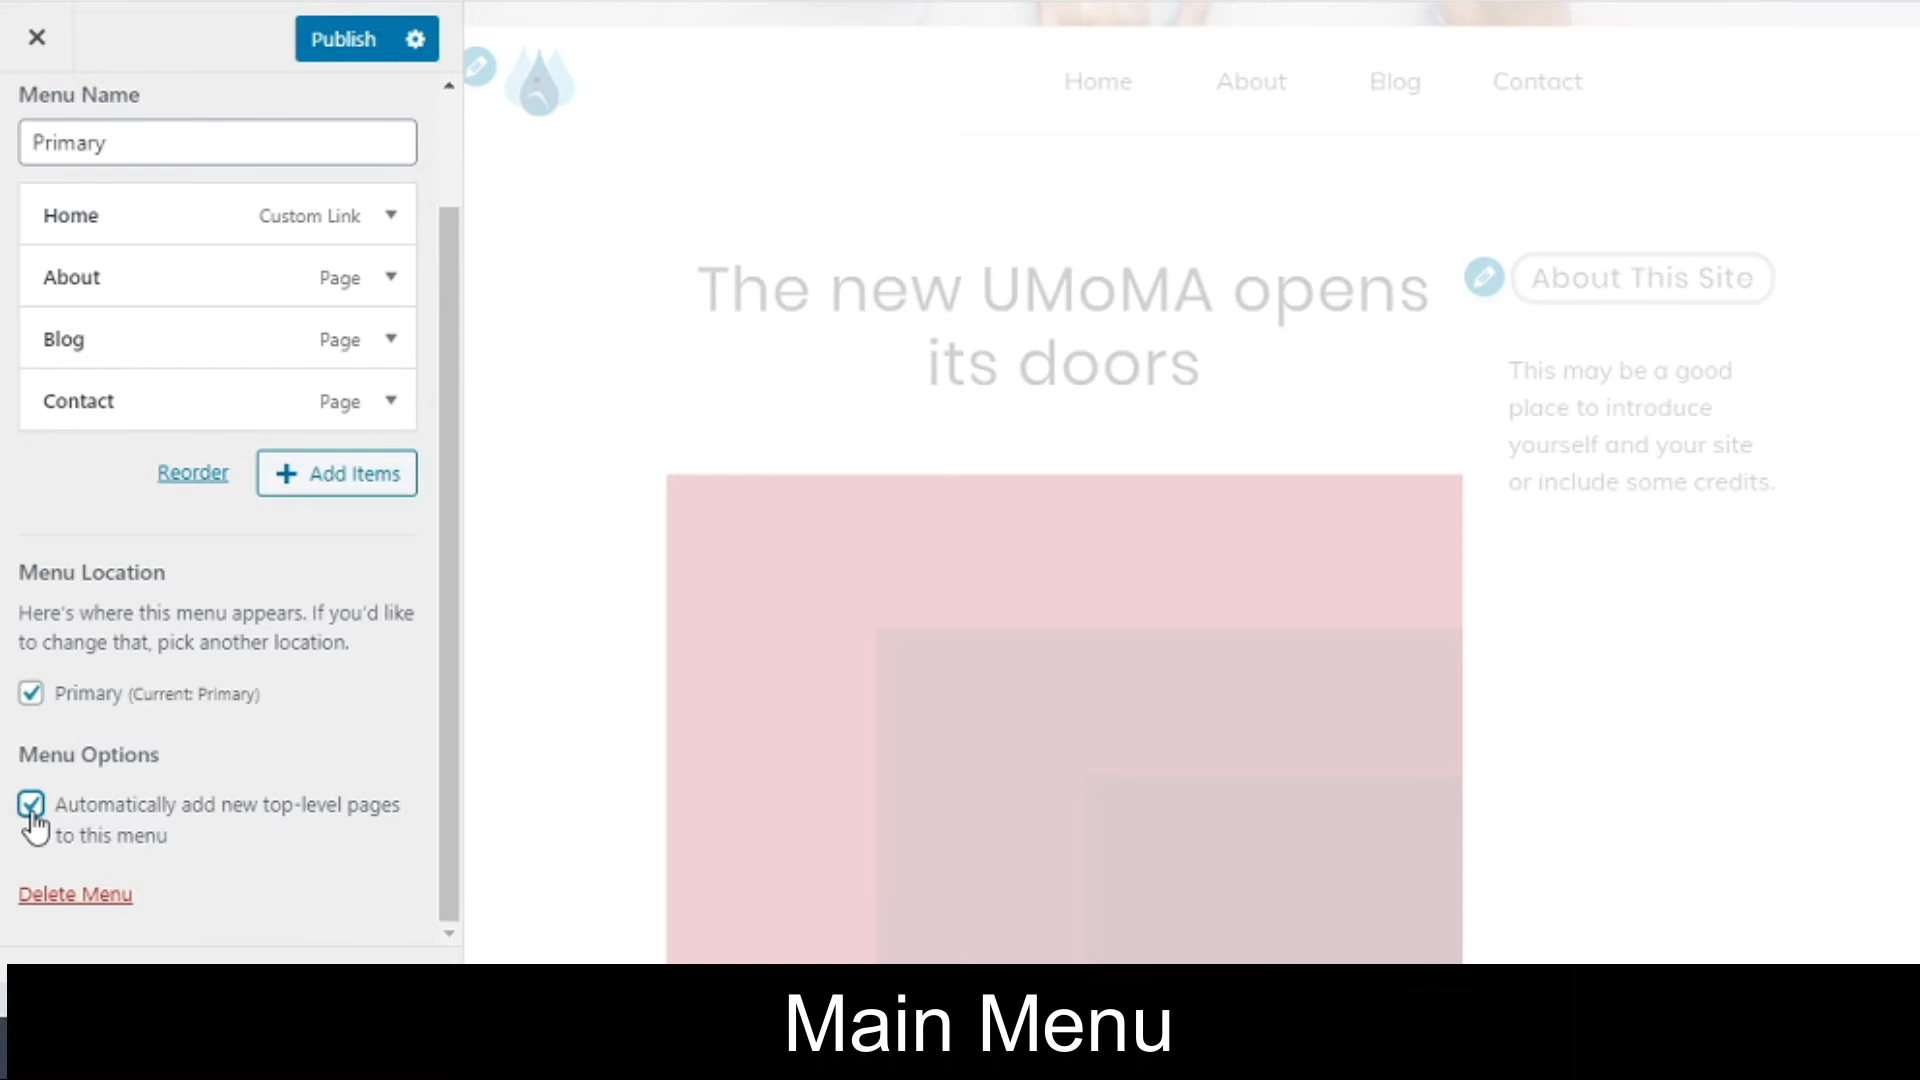 Publish
Menu Name
Primary
Home Custom Link
About Page
Blog Page
Contact Page
Reorder
Add Items
Menu Location
Here's where this menu appears. If you'd like
to change that, pick another location.
Primary (Current: Primary)
Menu Options
Automatically add new top-level pages
to this menu
Delete Menu
Home About Blog Contact
The new UMoMA opens
its doors
About This Site
This may be a good
place to introduce
yourself and your site
or include some credits.
Main Menu